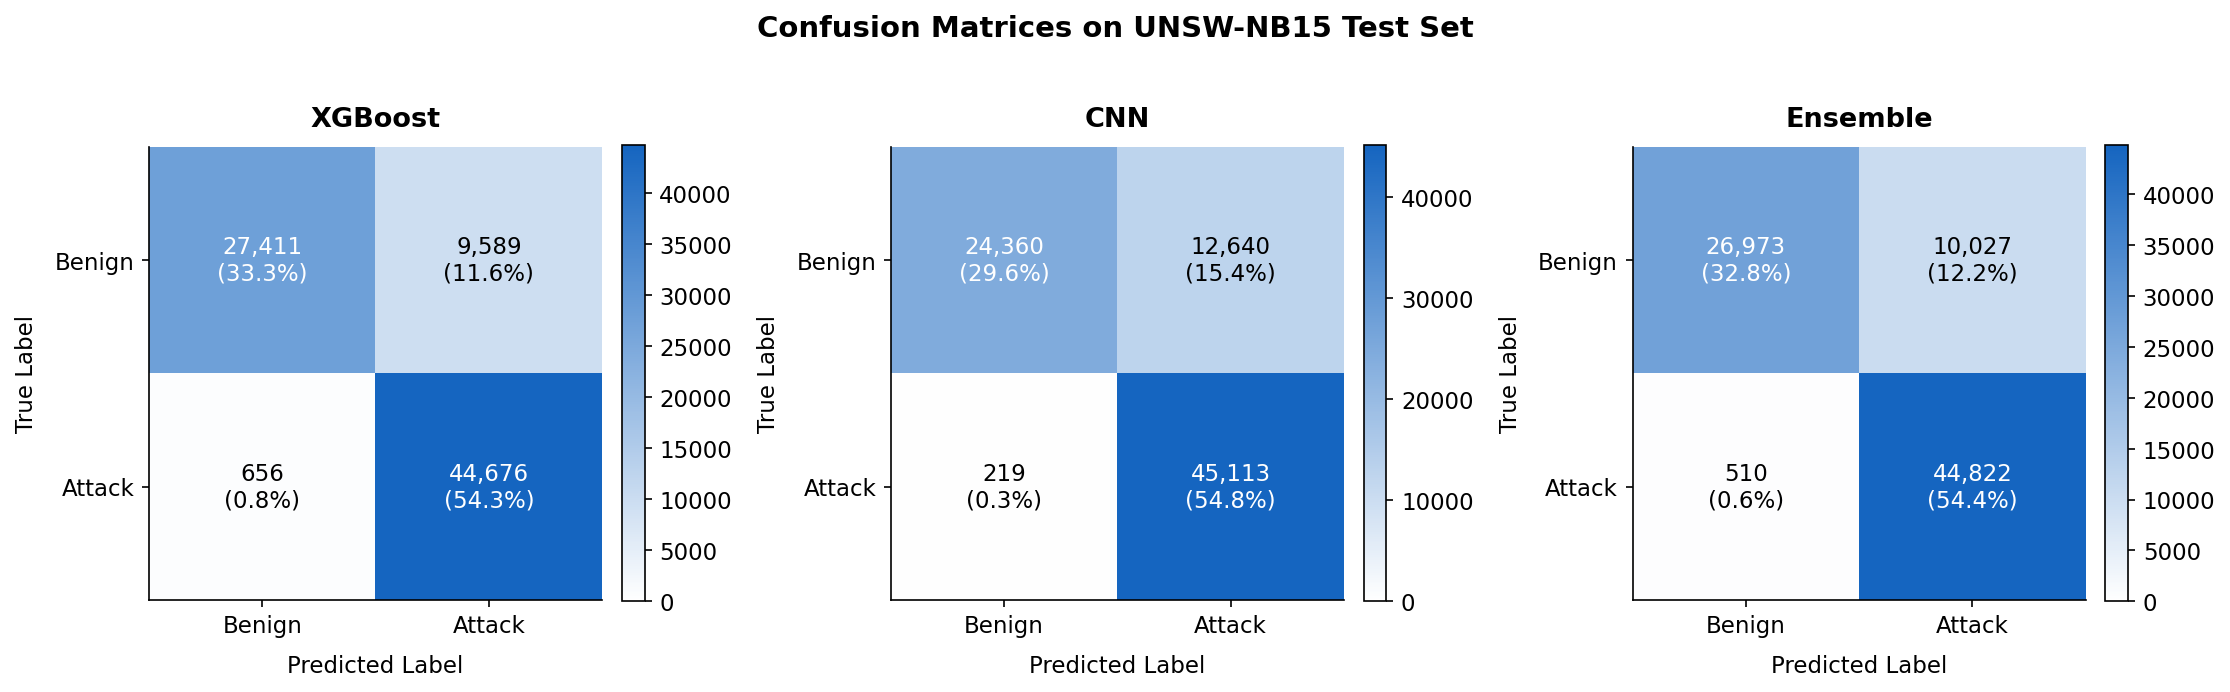 Confusion Matrices on UNSW-NB15 Test Set
XGBoost
True Label
Benign
Attack
27,411
(33.3%)
9,589
(11.6%)
656
(0.8%)
44,676
(54.3%)
Benign
Attack
Predicted Label
40000
35000
30000
25000
20000
15000
10000
5000
0
CNN
True Label
Benign
Attack
24,360
(29.6%)
12,640
(15.4%)
219
(0.3%)
45,113
(54.8%)
Benign
Attack
Predicted Label
40000
30000
20000
10000
0
Ensemble
True Label
Benign
Attack
26,973
(32.8%)
10,027
(12.2%)
510
(0.6%)
44,822
(54.4%)
Benign
Attack
Predicted Label
40000
35000
30000
25000
20000
15000
10000
5000
0